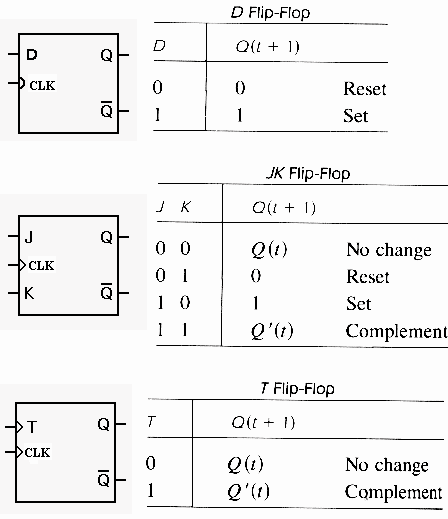 D Flip-Flop
D Q
CLK
Q̅
D Q(t + 1)
0 0 Reset
1 1 Set
JK Flip-Flop
J Q
CLK
K Q̅
J K Q(t + 1)
0 0 Q(t) No change
0 1 0 Reset
1 0 1 Set
1 1 Q'(t) Complement
T Flip-Flop
T Q
CLK
Q̅
T Q(t + 1)
0 Q(t) No change
1 Q'(t) Complement